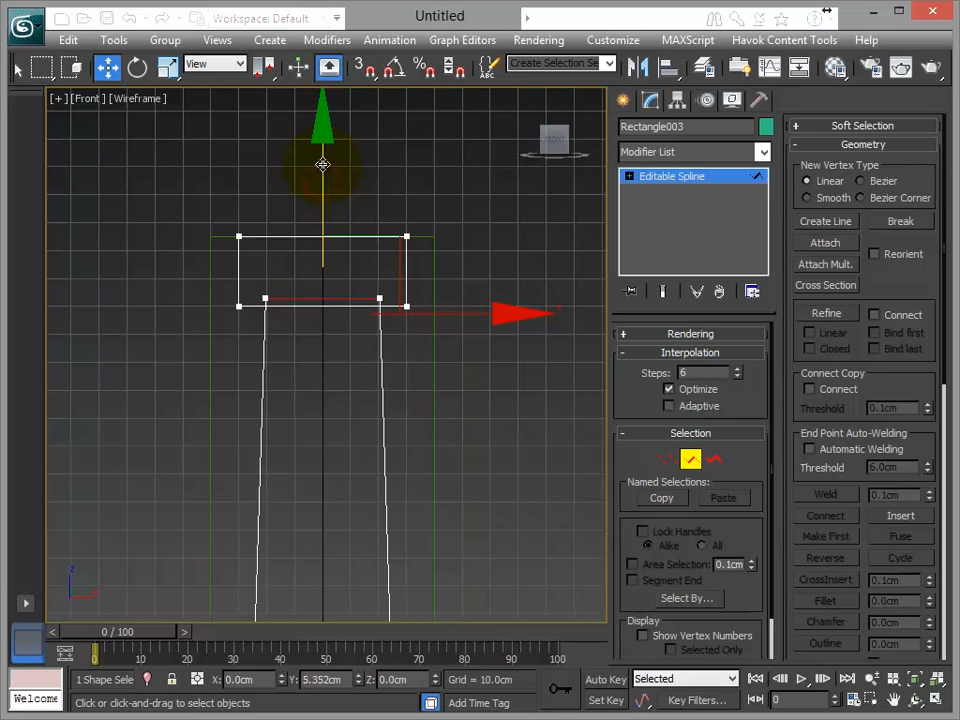 Workspace: Default
Untitled
Edit Tools Group Views Create Modifiers Animation Graph Editors Rendering Customize MAXScript Havok Content Tools Help
View
Create Selection Se
[+] [Front] [Wireframe]
FRONT
Rectangle003
Modifier List
Editable Spline
Rendering
Interpolation
Steps: 6
Optimize
Adaptive
Selection
Named Selections:
Copy Paste
Lock Handles
Alike All
Area Selection: 0.1cm
Segment End
Select By...
Display
Show Vertex Numbers
Selected Only
Soft Selection
Geometry
New Vertex Type
Linear Bezier
Smooth Bezier Corner
Create Line Break
Attach Reorient
Attach Mult.
Cross Section
Refine Connect
Linear Bind first
Closed Bind last
Connect Copy
Connect
Threshold 0.1cm
End Point Auto-Welding
Automatic Welding
Threshold 6.0cm
Weld 0.1cm
Connect Insert
Make First Fuse
Reverse Cycle
CrossInsert 0.1cm
Fillet 0.0cm
Chamfer 0.0cm
Outline 0.0cm
z
x
< 0 / 100 >
0 10 20 30 40 50 60 70 80 90 100
Welcome
1 Shape Sele X: 0.0cm Y: 5.352cm Z: 0.0cm Grid = 10.0cm Auto Key Selected
Click or click-and-drag to select objects Add Time Tag Set Key Key Filters... 0